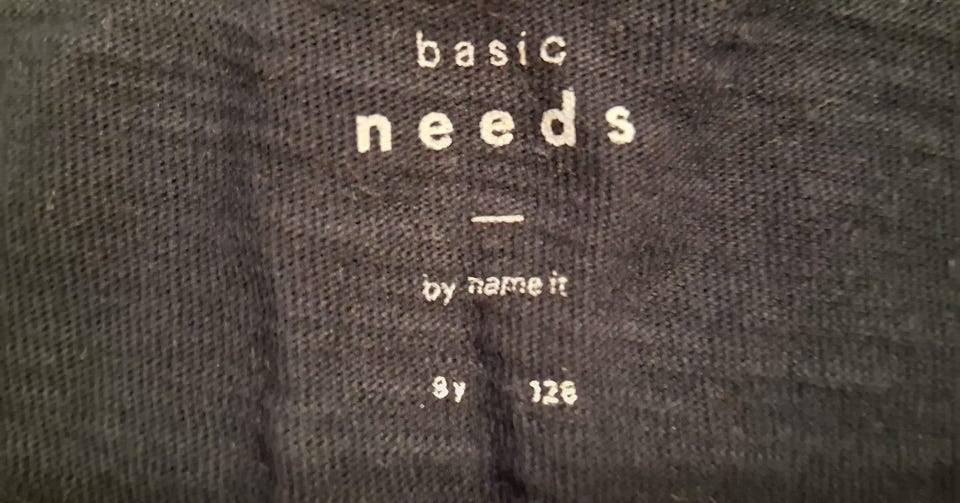 basic
needs
by name it
8y 128